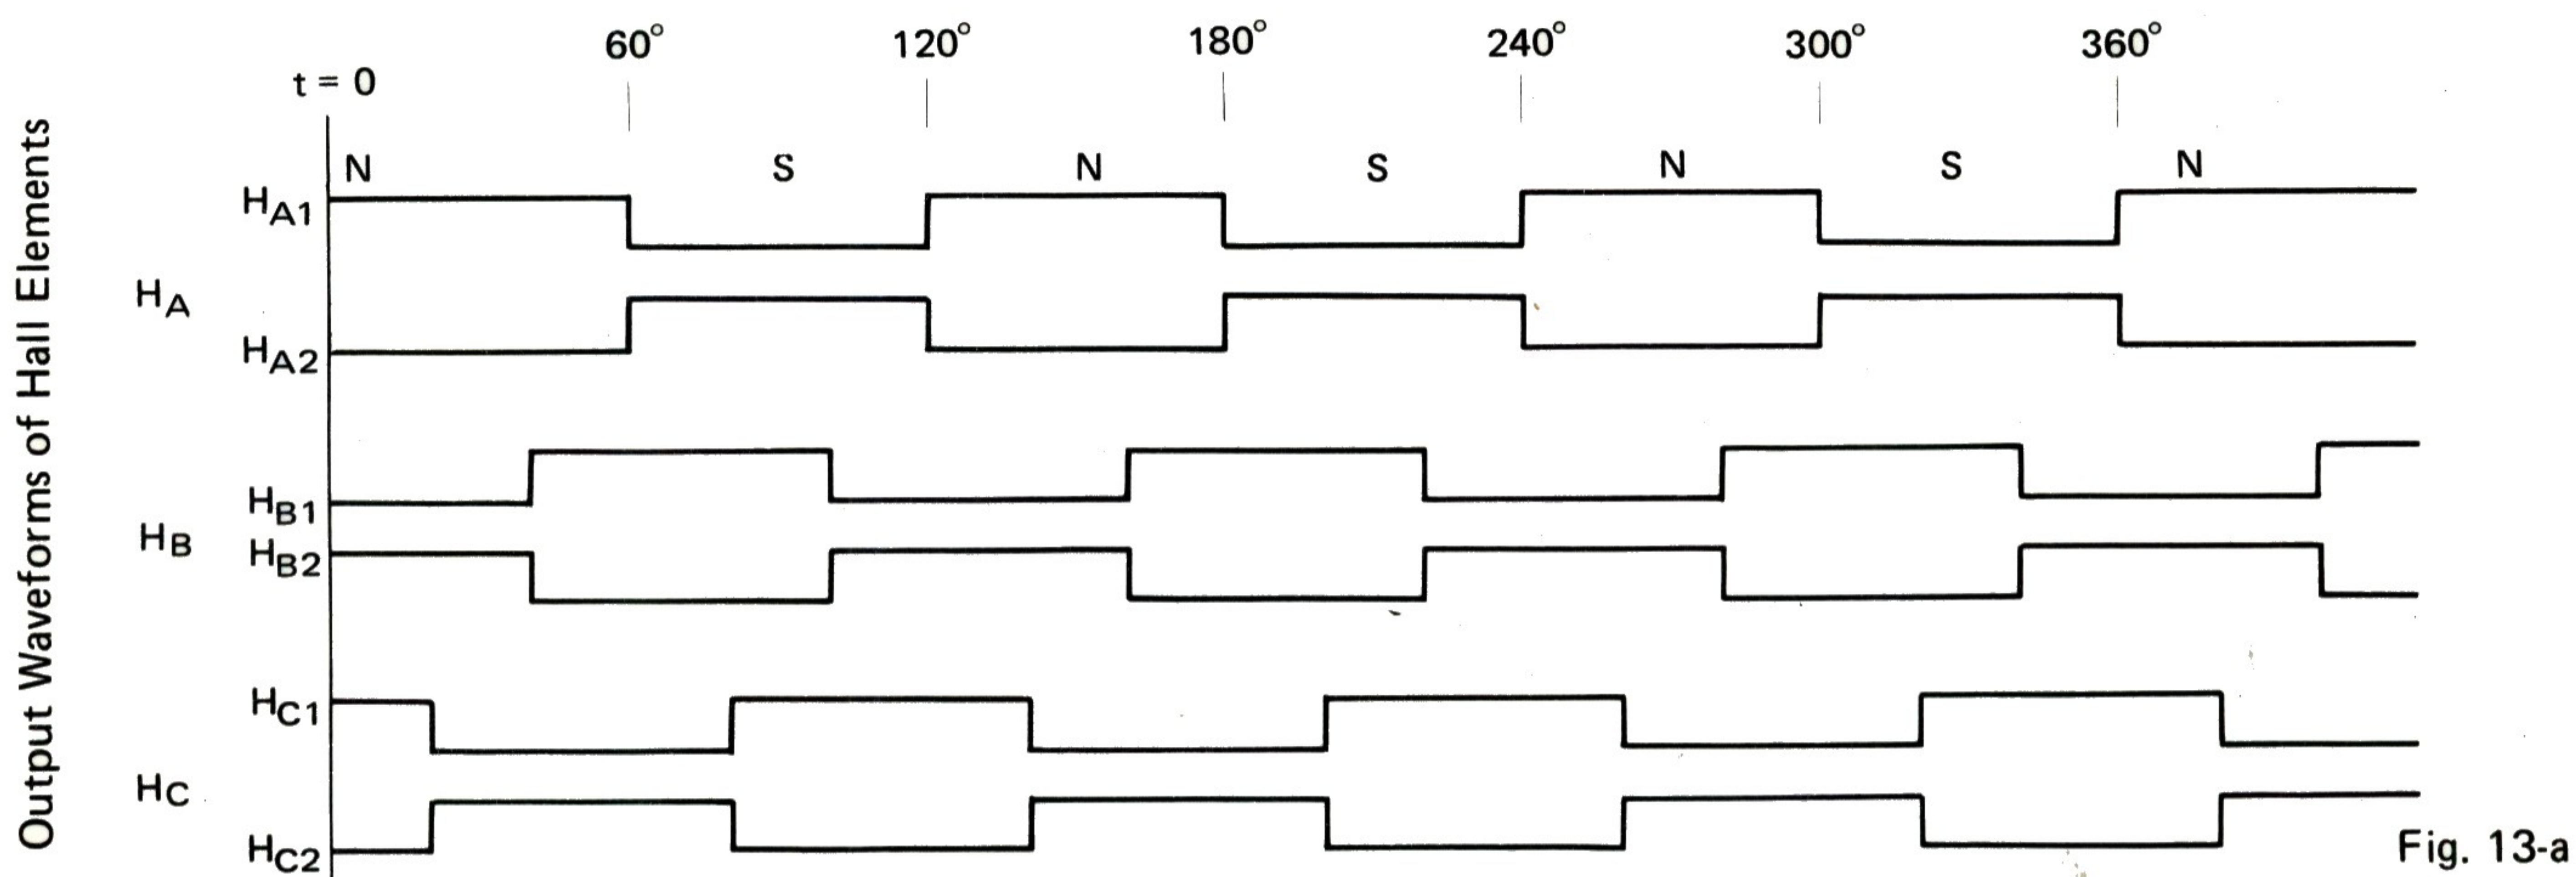 Output Waveforms of Hall Elements
t = 0
60° 120° 180° 240° 300° 360°
N S N S N S N
HA1
HA
HA2
HB1
HB
HB2
HC1
HC
HC2
Fig. 13-a